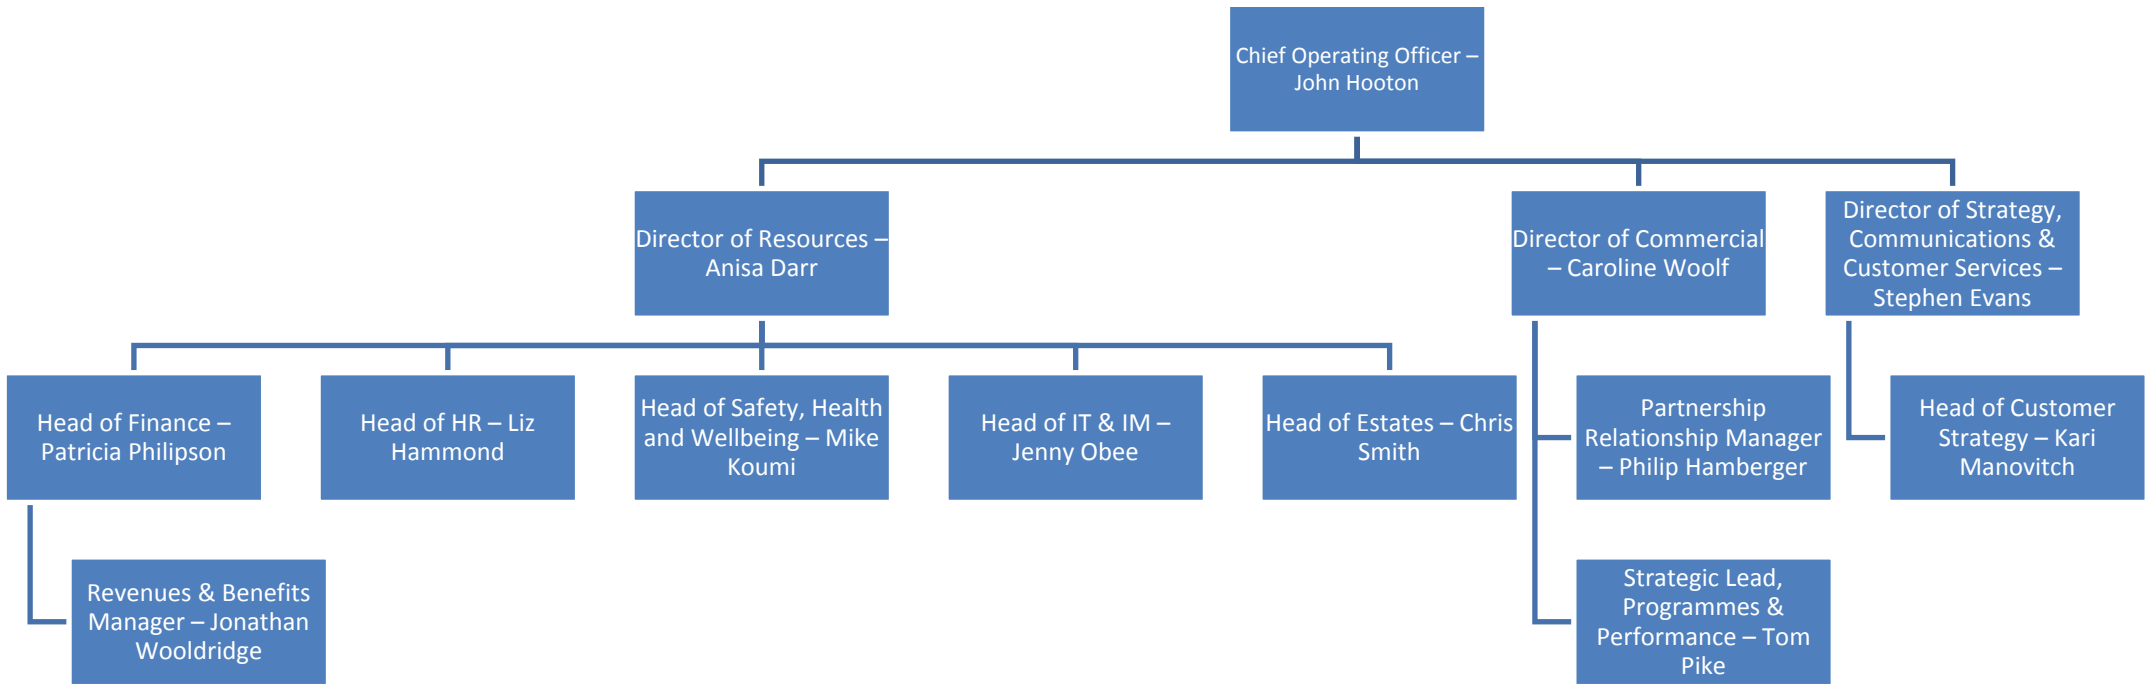 Chief Operating Officer –
John Hooton
Director of Resources –
Anisa Darr
Director of Commercial
– Caroline Woolf
Director of Strategy,
Communications &
Customer Services –
Stephen Evans
Head of Finance –
Patricia Philipson
Head of HR – Liz
Hammond
Head of Safety, Health
and Wellbeing – Mike
Koumi
Head of IT & IM –
Jenny Obee
Head of Estates – Chris
Smith
Partnership
Relationship Manager
– Philip Hamberger
Head of Customer
Strategy – Kari
Manovitch
Revenues & Benefits
Manager – Jonathan
Wooldridge
Strategic Lead,
Programmes &
Performance – Tom
Pike